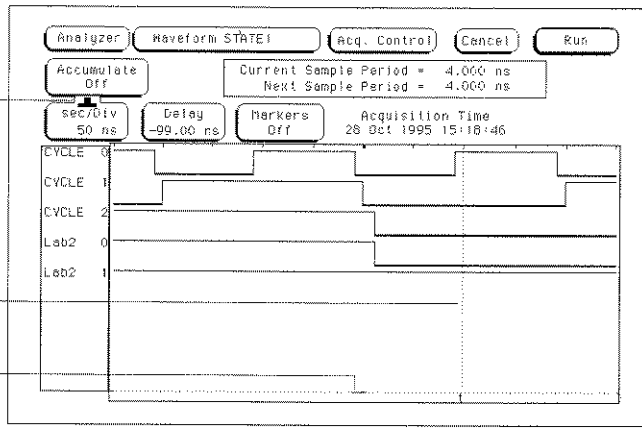 Analyzer Waveform STATE1 Acq. Control Cancel Run
Accumulate Off
Current Sample Period = 4.000 ns
Next Sample Period = 4.000 ns
sec/Div 50 ns
Delay -99.00 ns
Markers Off
Acquisition Time
28 Oct 1995 15:18:46
CYCLE 0
CYCLE 1
CYCLE 2
Lab2 0
Lab2 1